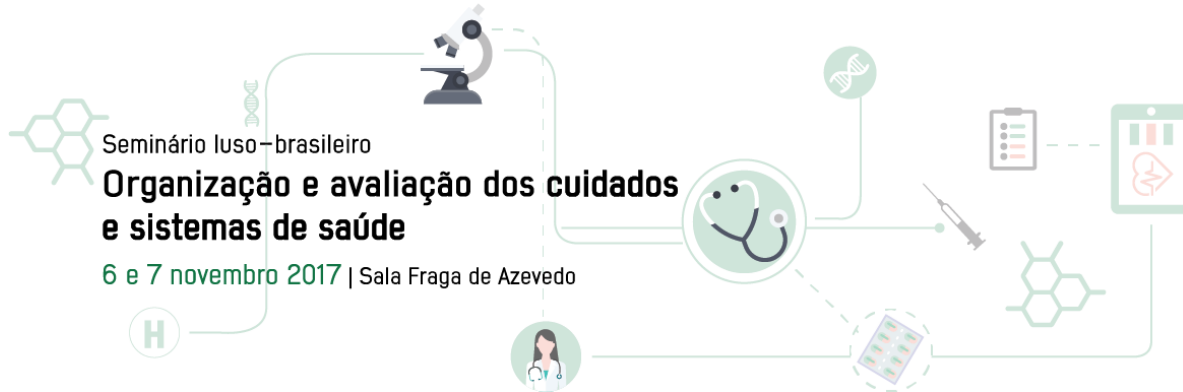 Seminário luso-brasileiro
Organização e avaliação dos cuidados
e sistemas de saúde
6 e 7 novembro 2017 | Sala Fraga de Azevedo
H